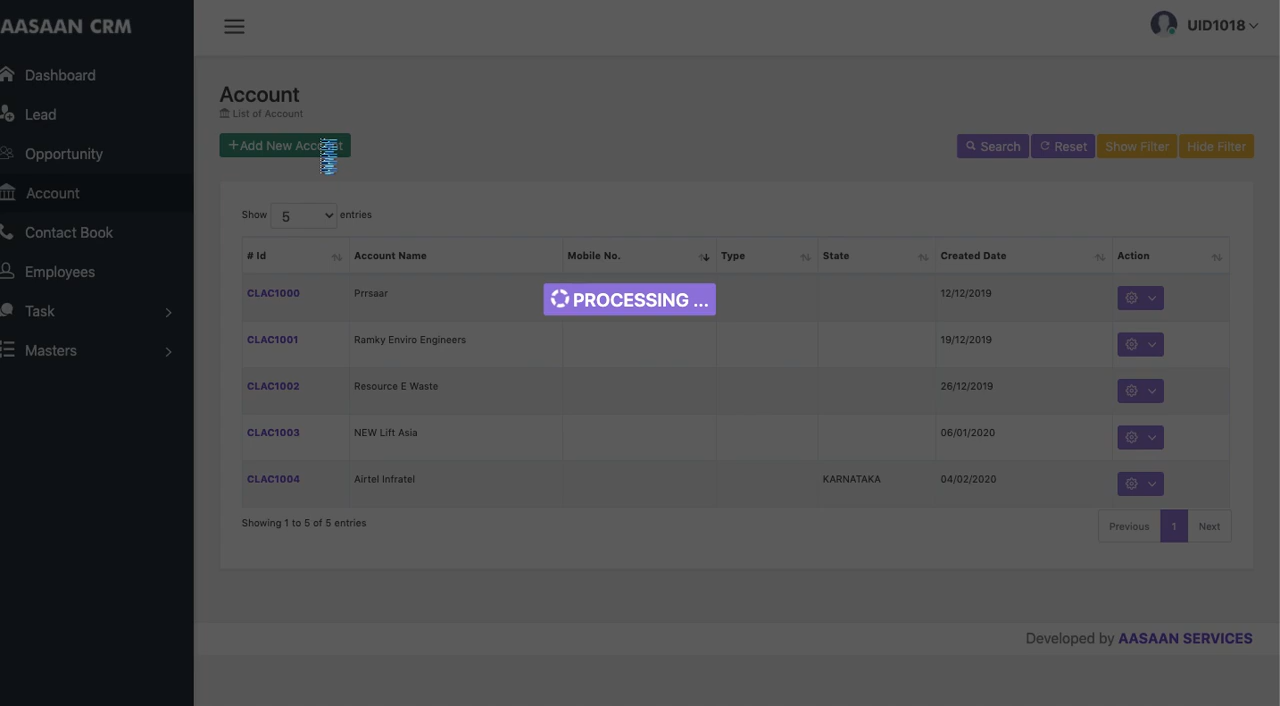 AASAAN CRM
UID1018
Dashboard
Lead
Opportunity
Account
Contact Book
Employees
Task
Masters
Account
List of Account
+Add New Account
Search
Reset
Show Filter
Hide Filter
Show 5 entries
# Id Account Name Mobile No. Type State Created Date Action
CLAC1000 Prrsaar 12/12/2019
PROCESSING ...
CLAC1001 Ramky Enviro Engineers 19/12/2019
CLAC1002 Resource E Waste 26/12/2019
CLAC1003 NEW Lift Asia 06/01/2020
CLAC1004 Airtel Infratel KARNATAKA 04/02/2020
Showing 1 to 5 of 5 entries
Previous 1 Next
Developed by AASAAN SERVICES